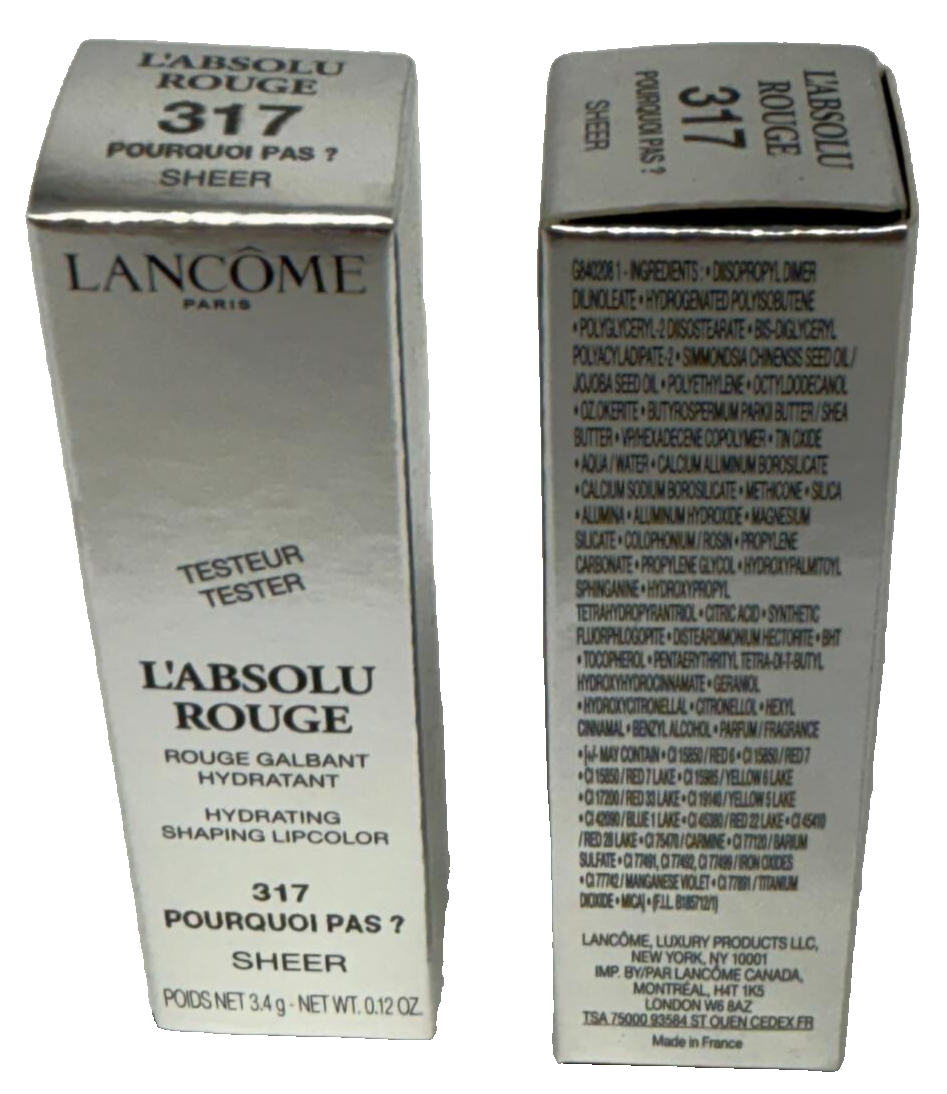 L'ABSOLU
ROUGE
317
POURQUOI PAS ?
SHEER
LANCÔME
PARIS
TESTEUR
TESTER
L'ABSOLU
ROUGE
ROUGE GALBANT
HYDRATANT
HYDRATING
SHAPING LIPCOLOR
317
POURQUOI PAS ?
SHEER
POIDS NET 3.4 g - NET WT. 0.12 OZ.
L'ABSOLU
ROUGE
317
POURQUOI PAS ?
SHEER
G840208 1 - INGREDIENTS : • DIISOPROPYL DIMER
DILINOLEATE • HYDROGENATED POLYISOBUTENE
• POLYGLYCERYL-2 DIISOSTEARATE • BIS-DIGLYCERYL
POLYACYLADIPATE-2 • SIMMONDSIA CHINENSIS SEED OIL /
JOJOBA SEED OIL • POLYETHYLENE • OCTYLDODECANOL
• OZOKERITE • BUTYROSPERMUM PARKII BUTTER / SHEA
BUTTER • VP/HEXADECENE COPOLYMER • TIN OXIDE
• AQUA / WATER • CALCIUM ALUMINUM BOROSILICATE
• CALCIUM SODIUM BOROSILICATE • METHICONE • SILICA
• ALUMINA • ALUMINUM HYDROXIDE • MAGNESIUM
SILICATE • COLOPHONIUM / ROSIN • PROPYLENE
CARBONATE • PROPYLENE GLYCOL • HYDROXYPALMITOYL
SPHINGANINE • HYDROXYPROPYL
TETRAHYDROPYRANTRIOL • CITRIC ACID • SYNTHETIC
FLUORPHLOGOPITE • DISTEARDIMONIUM HECTORITE • BHT
• TOCOPHEROL • PENTAERYTHRITYL TETRA-DI-T-BUTYL
HYDROXYHYDROCINNAMATE • GERANIOL
• HYDROXYCITRONELLAL • CITRONELLOL • HEXYL
CINNAMAL • BENZYL ALCOHOL • PARFUM / FRAGRANCE
• [+/- MAY CONTAIN • CI 15850 / RED 6 • CI 15850 / RED 7
• CI 15850 / RED 7 LAKE • CI 15985 / YELLOW 6 LAKE
• CI 17200 / RED 33 LAKE • CI 19140 / YELLOW 5 LAKE
• CI 42090 / BLUE 1 LAKE • CI 45380 / RED 22 LAKE • CI 45410
/ RED 28 LAKE • CI 75470 / CARMINE • CI 77120 / BARIUM
SULFATE • CI 77491, CI 77492, CI 77499 / IRON OXIDES
• CI 77742 / MANGANESE VIOLET • CI 77891 / TITANIUM
DIOXIDE • MICA] • (F.I.L. B185712/1)
LANCÔME, LUXURY PRODUCTS LLC,
NEW YORK, NY 10001
IMP. BY/PAR LANCÔME CANADA,
MONTRÉAL, H4T 1K5
LONDON W6 8AZ
TSA 75000 93584 ST OUEN CEDEX FR
Made in France